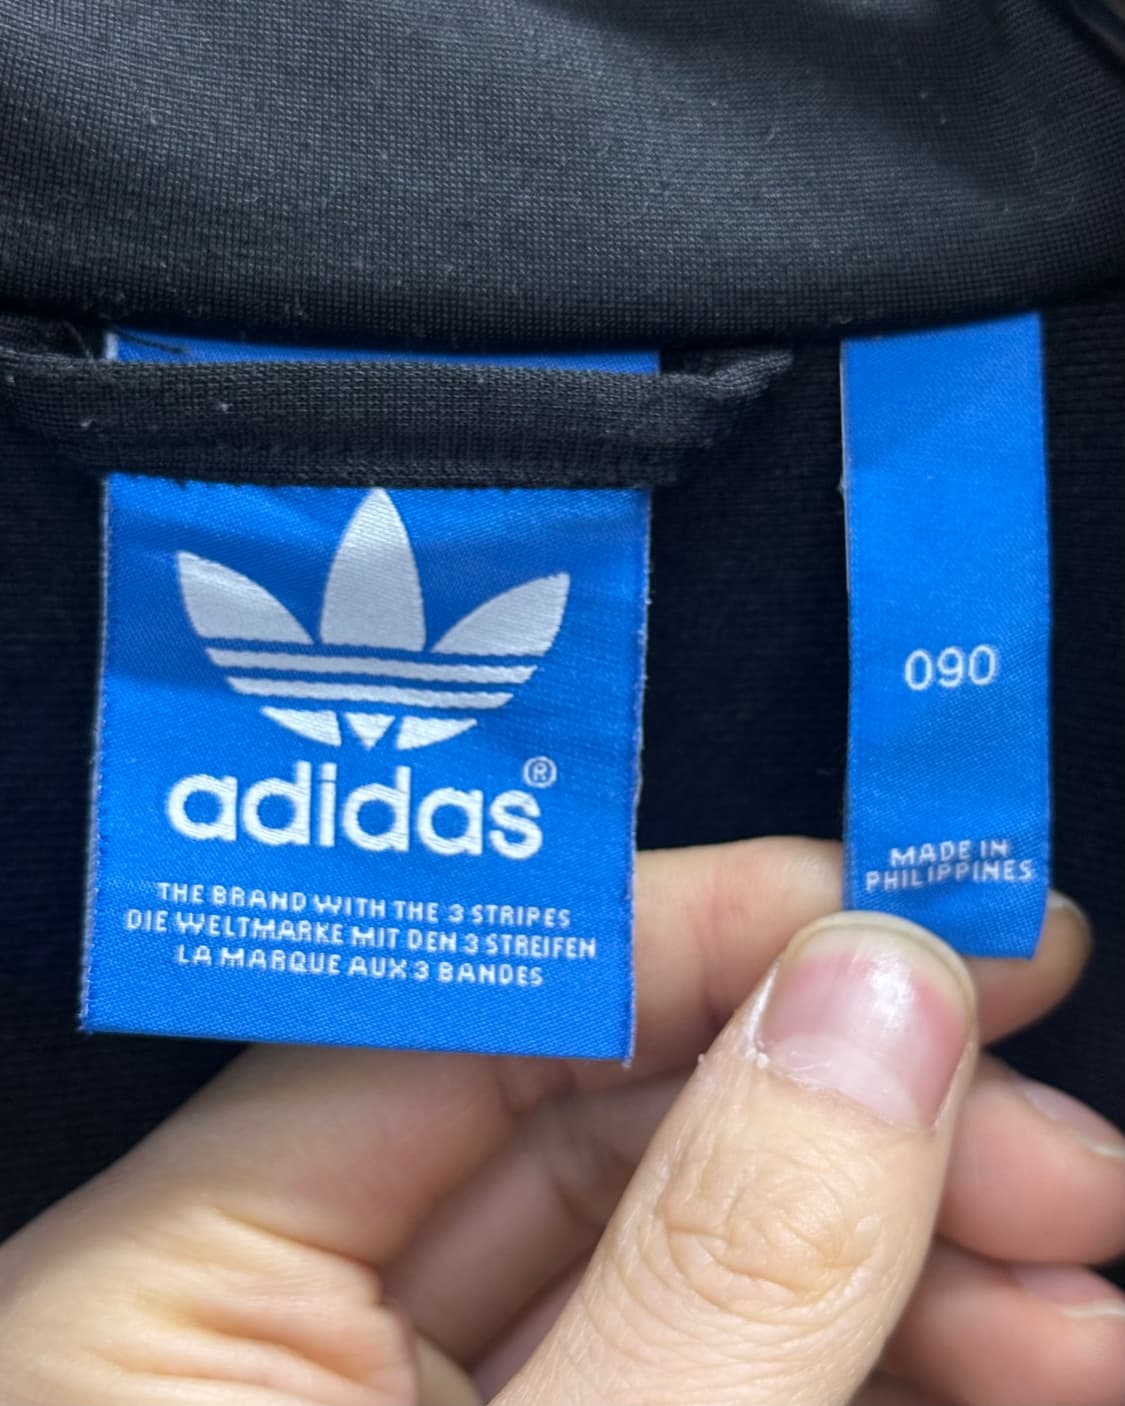 adidas®
THE BRAND WITH THE 3 STRIPES
DIE WELTMARKE MIT DEN 3 STREIFEN
LA MARQUE AUX 3 BANDES
090
MADE IN
PHILIPPINES